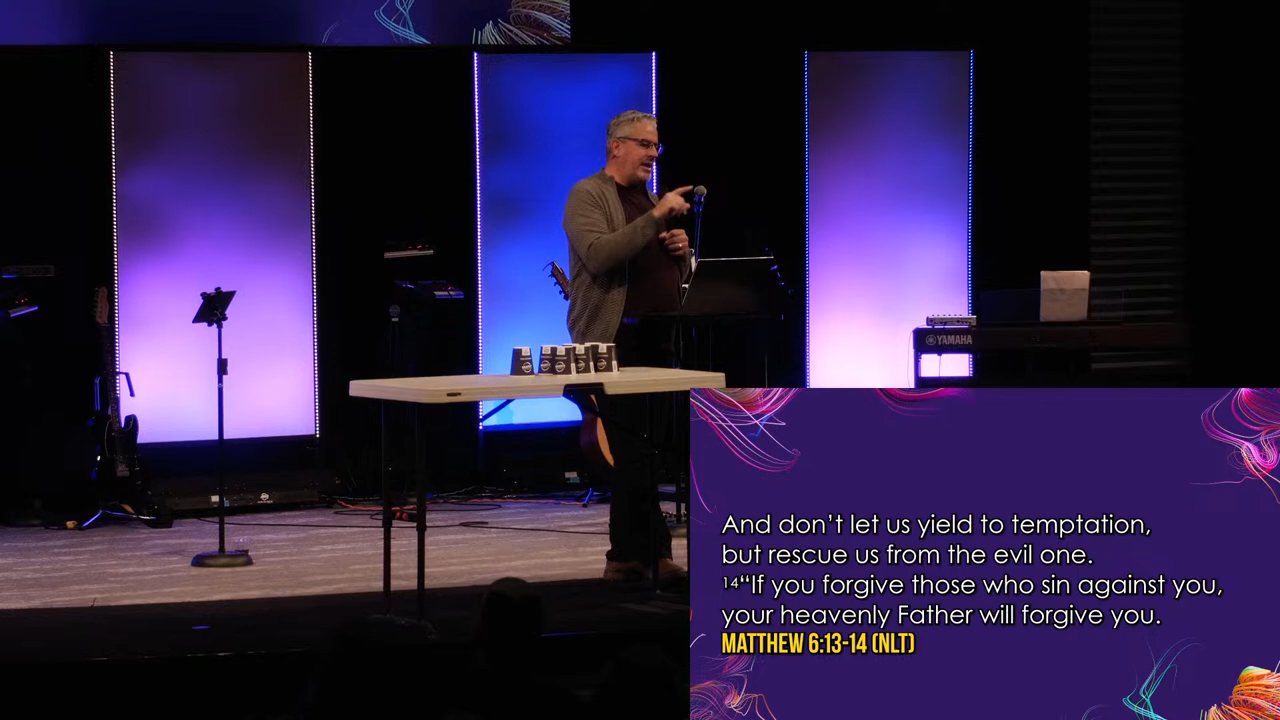 YAMAHA
And don't let us yield to temptation,
but rescue us from the evil one.
14“If you forgive those who sin against you,
your heavenly Father will forgive you.
MATTHEW 6:13-14 (NLT)